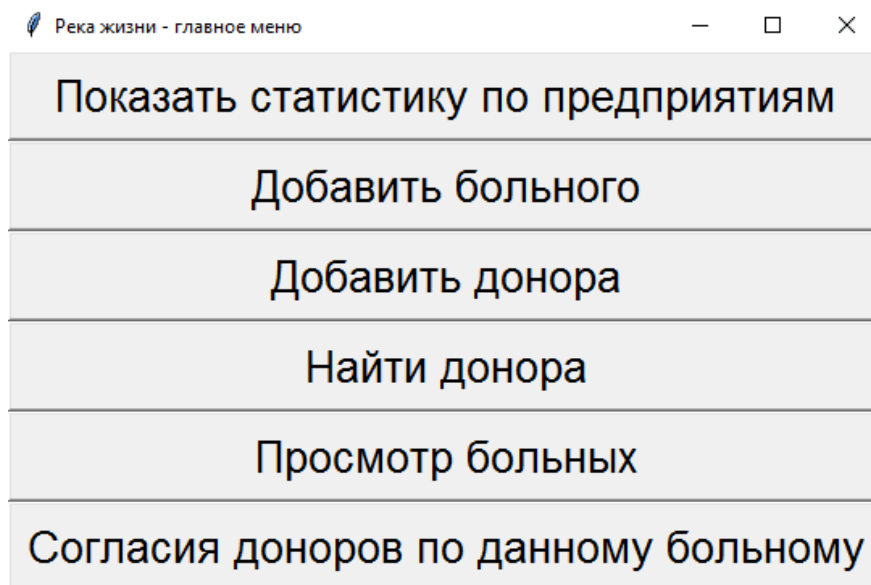 Река жизни - главное меню
Показать статистику по предприятиям
Добавить больного
Добавить донора
Найти донора
Просмотр больных
Согласия доноров по данному больному